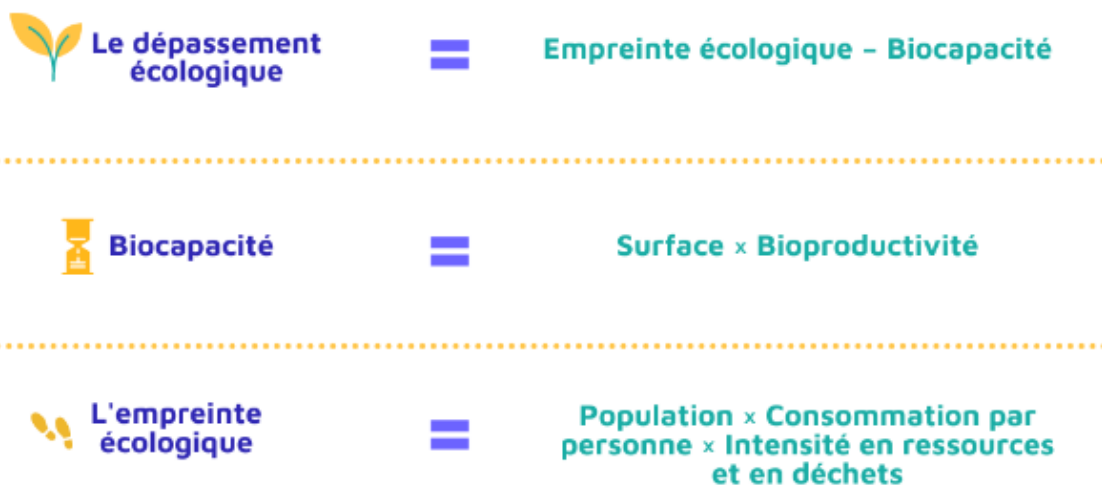 Le dépassement
écologique
=
Empreinte écologique – Biocapacité
Biocapacité
=
Surface x Bioproductivité
L'empreinte
écologique
=
Population x Consommation par
personne x Intensité en ressources
et en déchets